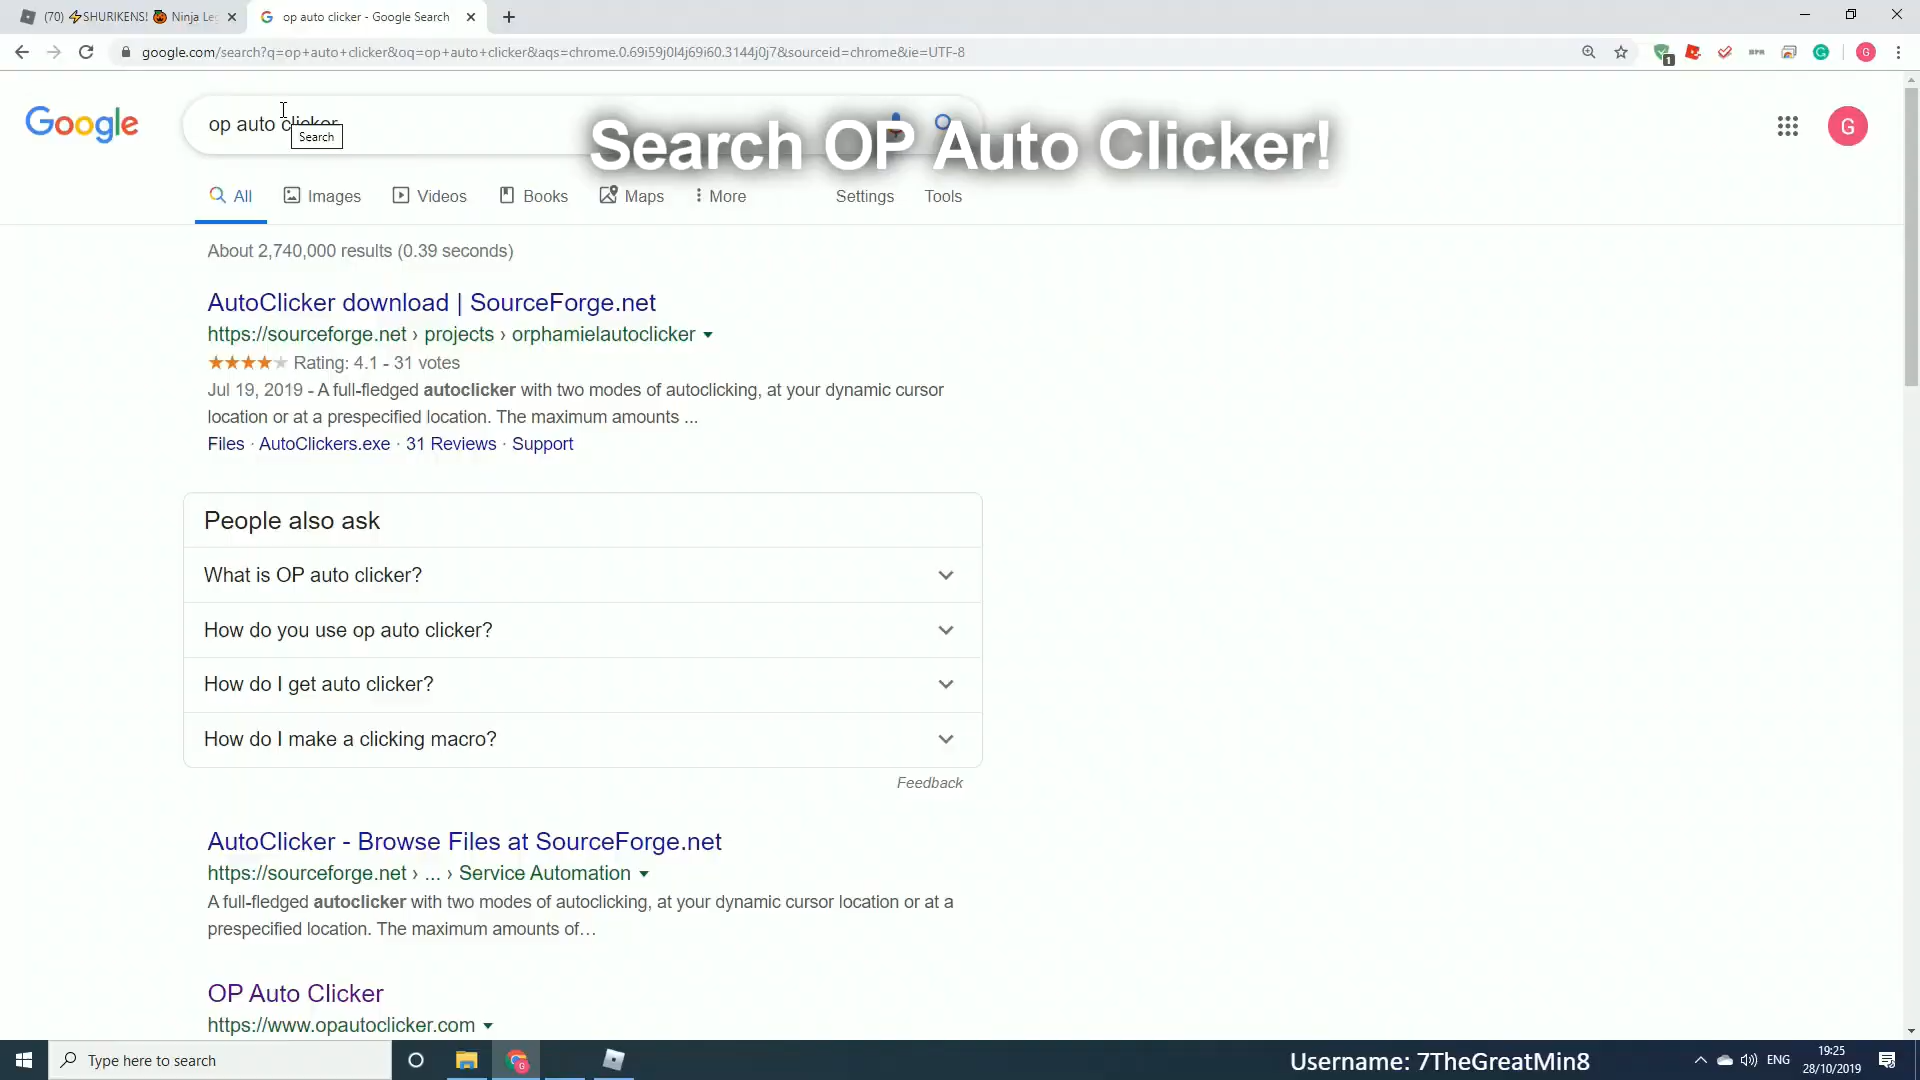 (70) ⚡SHURIKENS! 🎃 Ninja Le
op auto clicker - Google Search
google.com/search?q=op+auto+clicker&oq=op+auto+clicker&aqs=chrome.0.69i59j0l4j69i60.3144j0j7&sourceid=chrome&ie=UTF-8
1
G
Google
op auto clicker
Search
Search OP Auto Clicker!
G
All Images Videos Books Maps More Settings Tools
About 2,740,000 results (0.39 seconds)
AutoClicker download | SourceForge.net
https://sourceforge.net › projects › orphamielautoclicker
Rating: 4.1 - 31 votes
Jul 19, 2019 - A full-fledged autoclicker with two modes of autoclicking, at your dynamic cursor
location or at a prespecified location. The maximum amounts ...
Files · AutoClickers.exe · 31 Reviews · Support
People also ask
What is OP auto clicker?
How do you use op auto clicker?
How do I get auto clicker?
How do I make a clicking macro?
Feedback
AutoClicker - Browse Files at SourceForge.net
https://sourceforge.net › ... › Service Automation
A full-fledged autoclicker with two modes of autoclicking, at your dynamic cursor location or at a
prespecified location. The maximum amounts of...
OP Auto Clicker
https://www.opautoclicker.com
Type here to search
Username: 7TheGreatMin8
ENG
19:25
28/10/2019